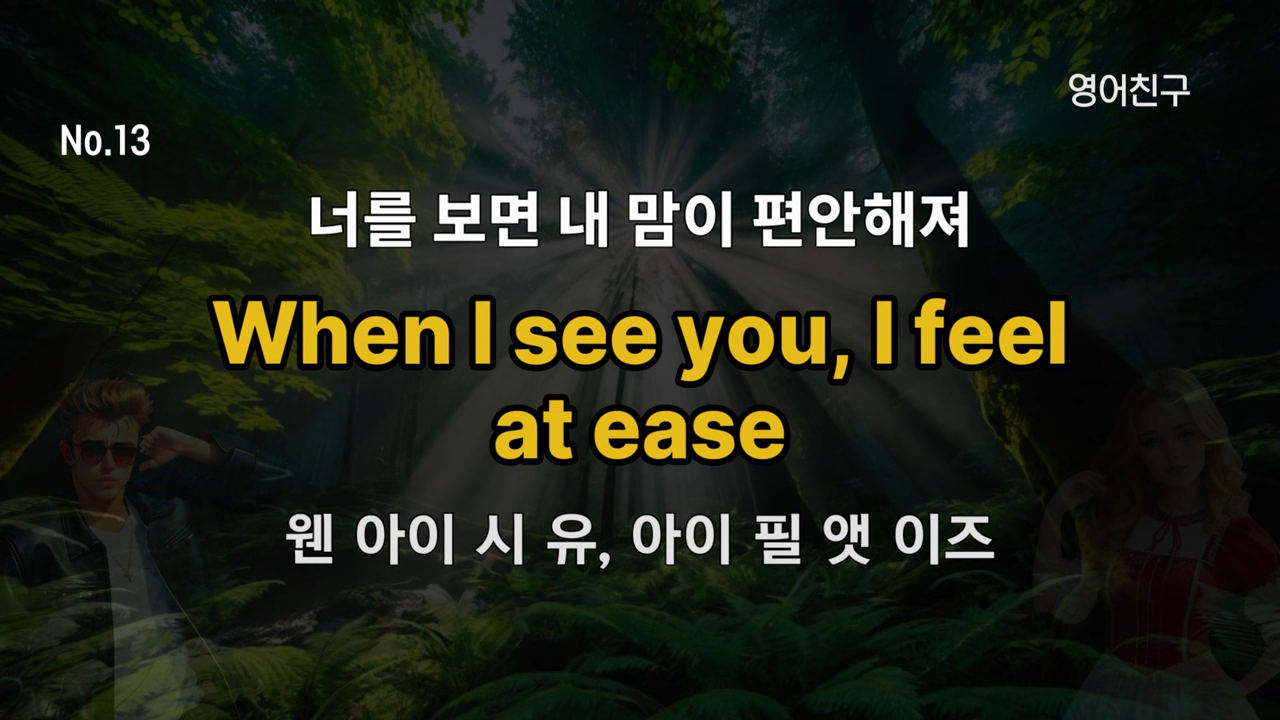 영어친구
No.13
너를 보면 내 맘이 편안해져
When I see you, I feel
at ease
웬 아이 시 유, 아이 필 앳 이즈